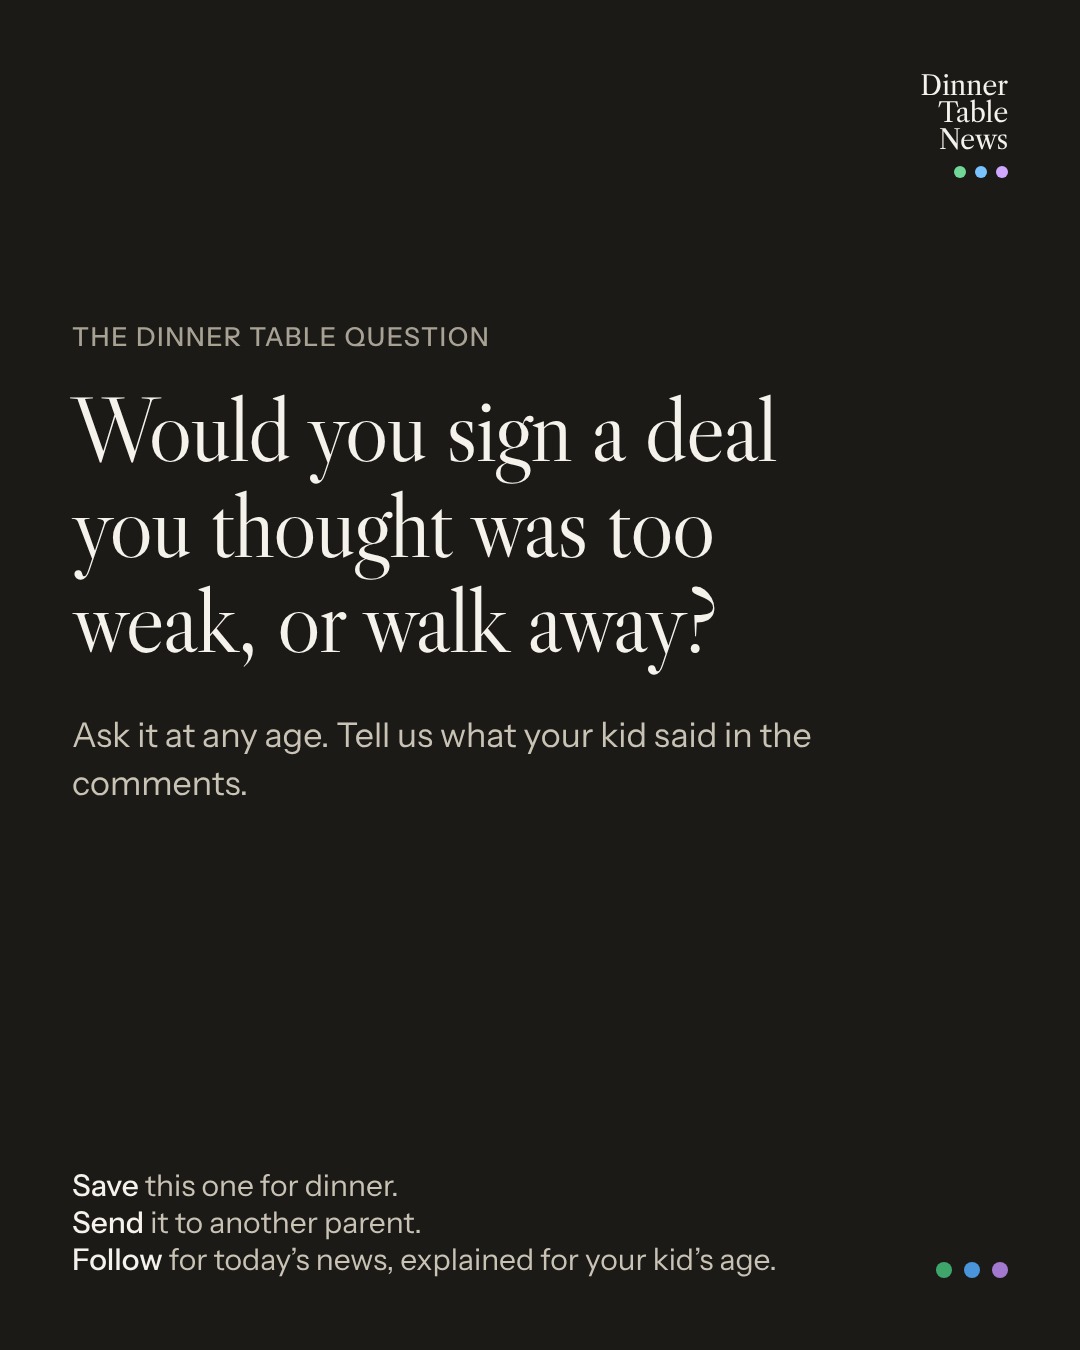 Dinner
Table
News
THE DINNER TABLE QUESTION
Would you sign a deal
you thought was too
weak, or walk away?
Ask it at any age. Tell us what your kid said in the
comments.
Save this one for dinner.
Send it to another parent.
Follow for today’s news, explained for your kid’s age.